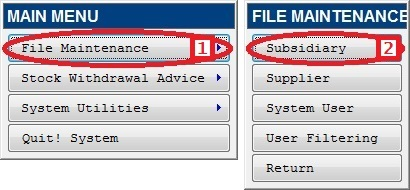 MAIN MENU
File Maintenance 1
Stock Withdrawal Advice
System Utilities
Quit! System
FILE MAINTENANCE
Subsidiary 2
Supplier
System User
User Filtering
Return